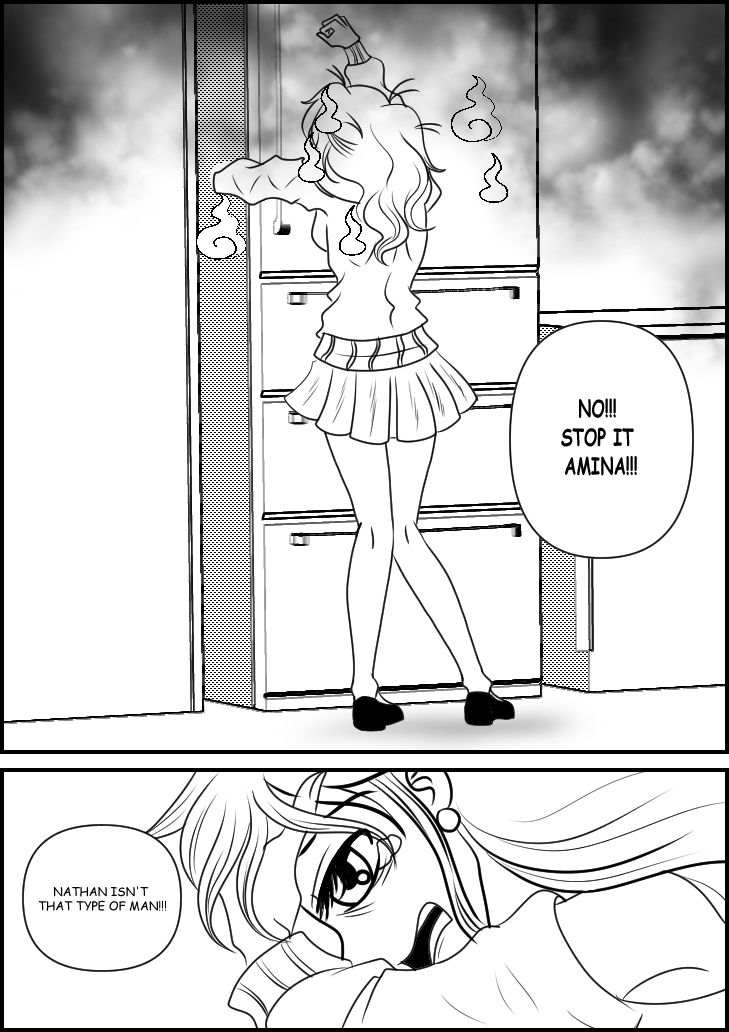 NO!!!
STOP IT
AMINA!!!
NATHAN ISN'T
THAT TYPE OF MAN!!!